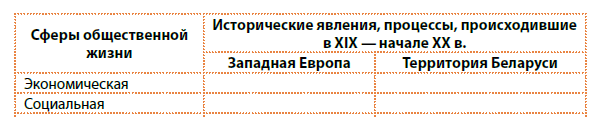 Сферы общественной жизни
Исторические явления, процессы, происходившие в XIX — начале XX в.
Западная Европа
Территория Беларуси
Экономическая
Социальная